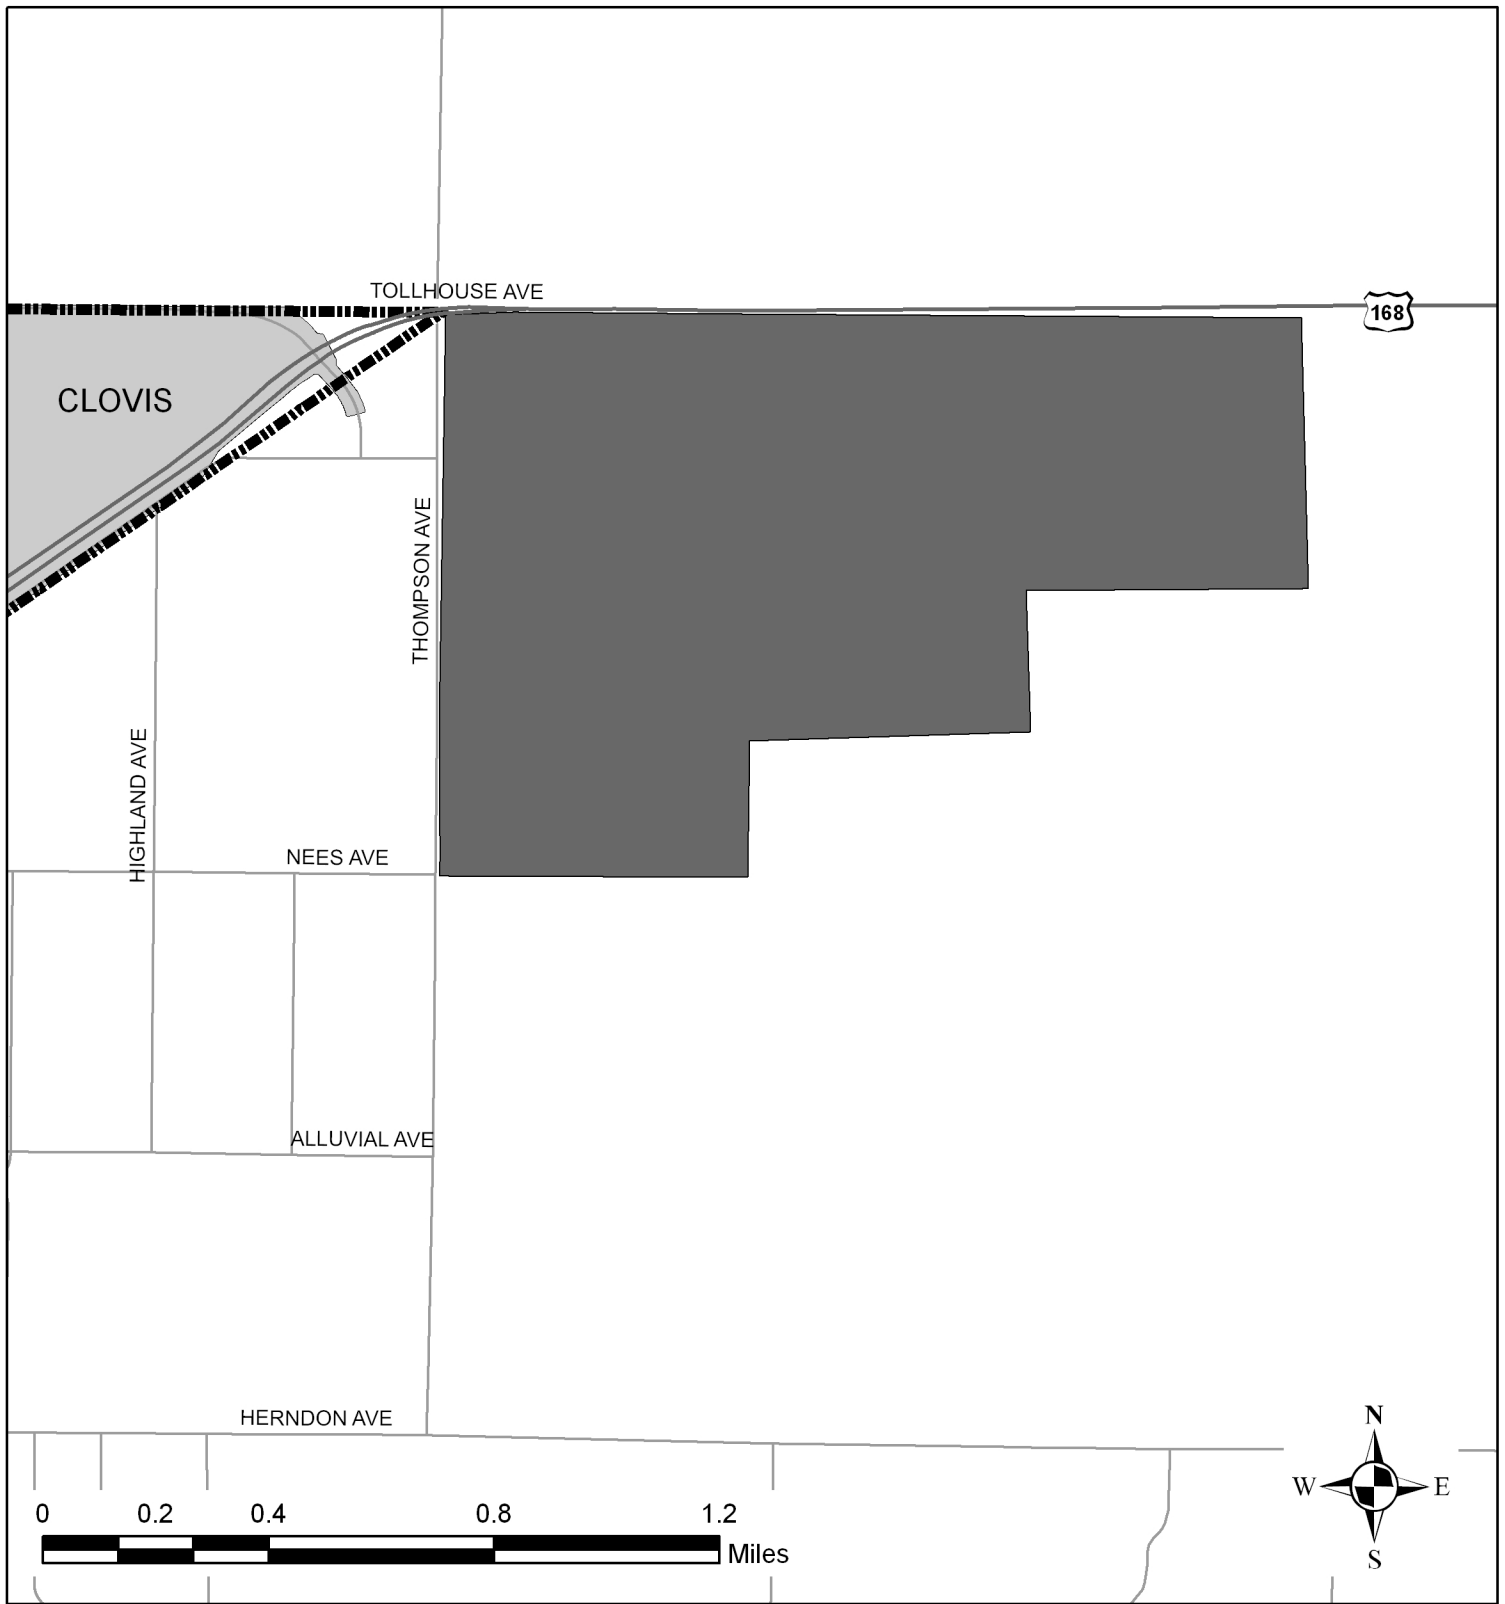 TOLLHOUSE AVE
168
CLOVIS
THOMPSON AVE
HIGHLAND AVE
NEES AVE
ALLUVIAL AVE
HERNDON AVE
N
W E
S
0 0.2 0.4 0.8 1.2
Miles